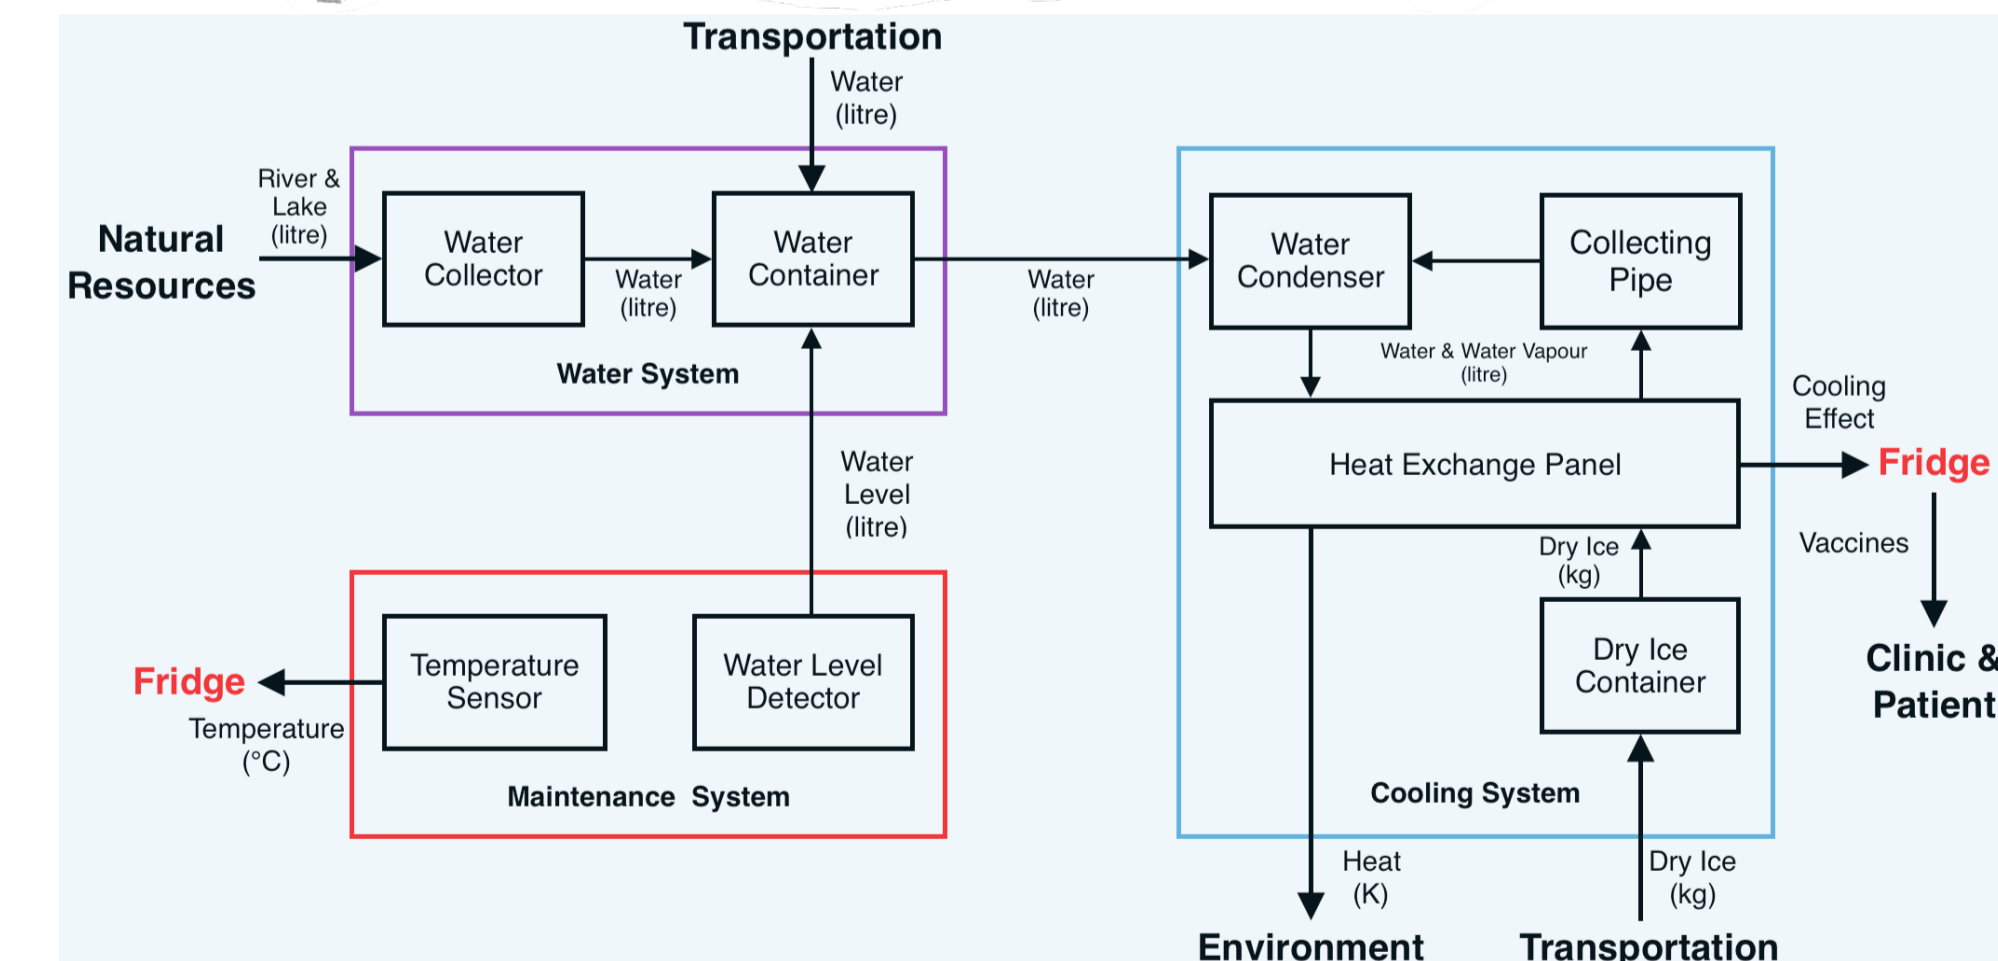 Transportation
Water
(litre)
River &
Lake
(litre)
Natural
Resources
Water
Collector
Water
(litre)
Water
Container
Water System
Water
(litre)
Water
Condenser
Collecting
Pipe
Water & Water Vapour
(litre)
Heat Exchange Panel
Cooling
Effect
Fridge
Vaccines
Clinic &
Patient
Water
Level
(litre)
Dry Ice
(kg)
Dry Ice
Container
Cooling System
Fridge
Temperature
(°C)
Temperature
Sensor
Water Level
Detector
Maintenance System
Heat
(K)
Dry Ice
(kg)
Environment
Transportation